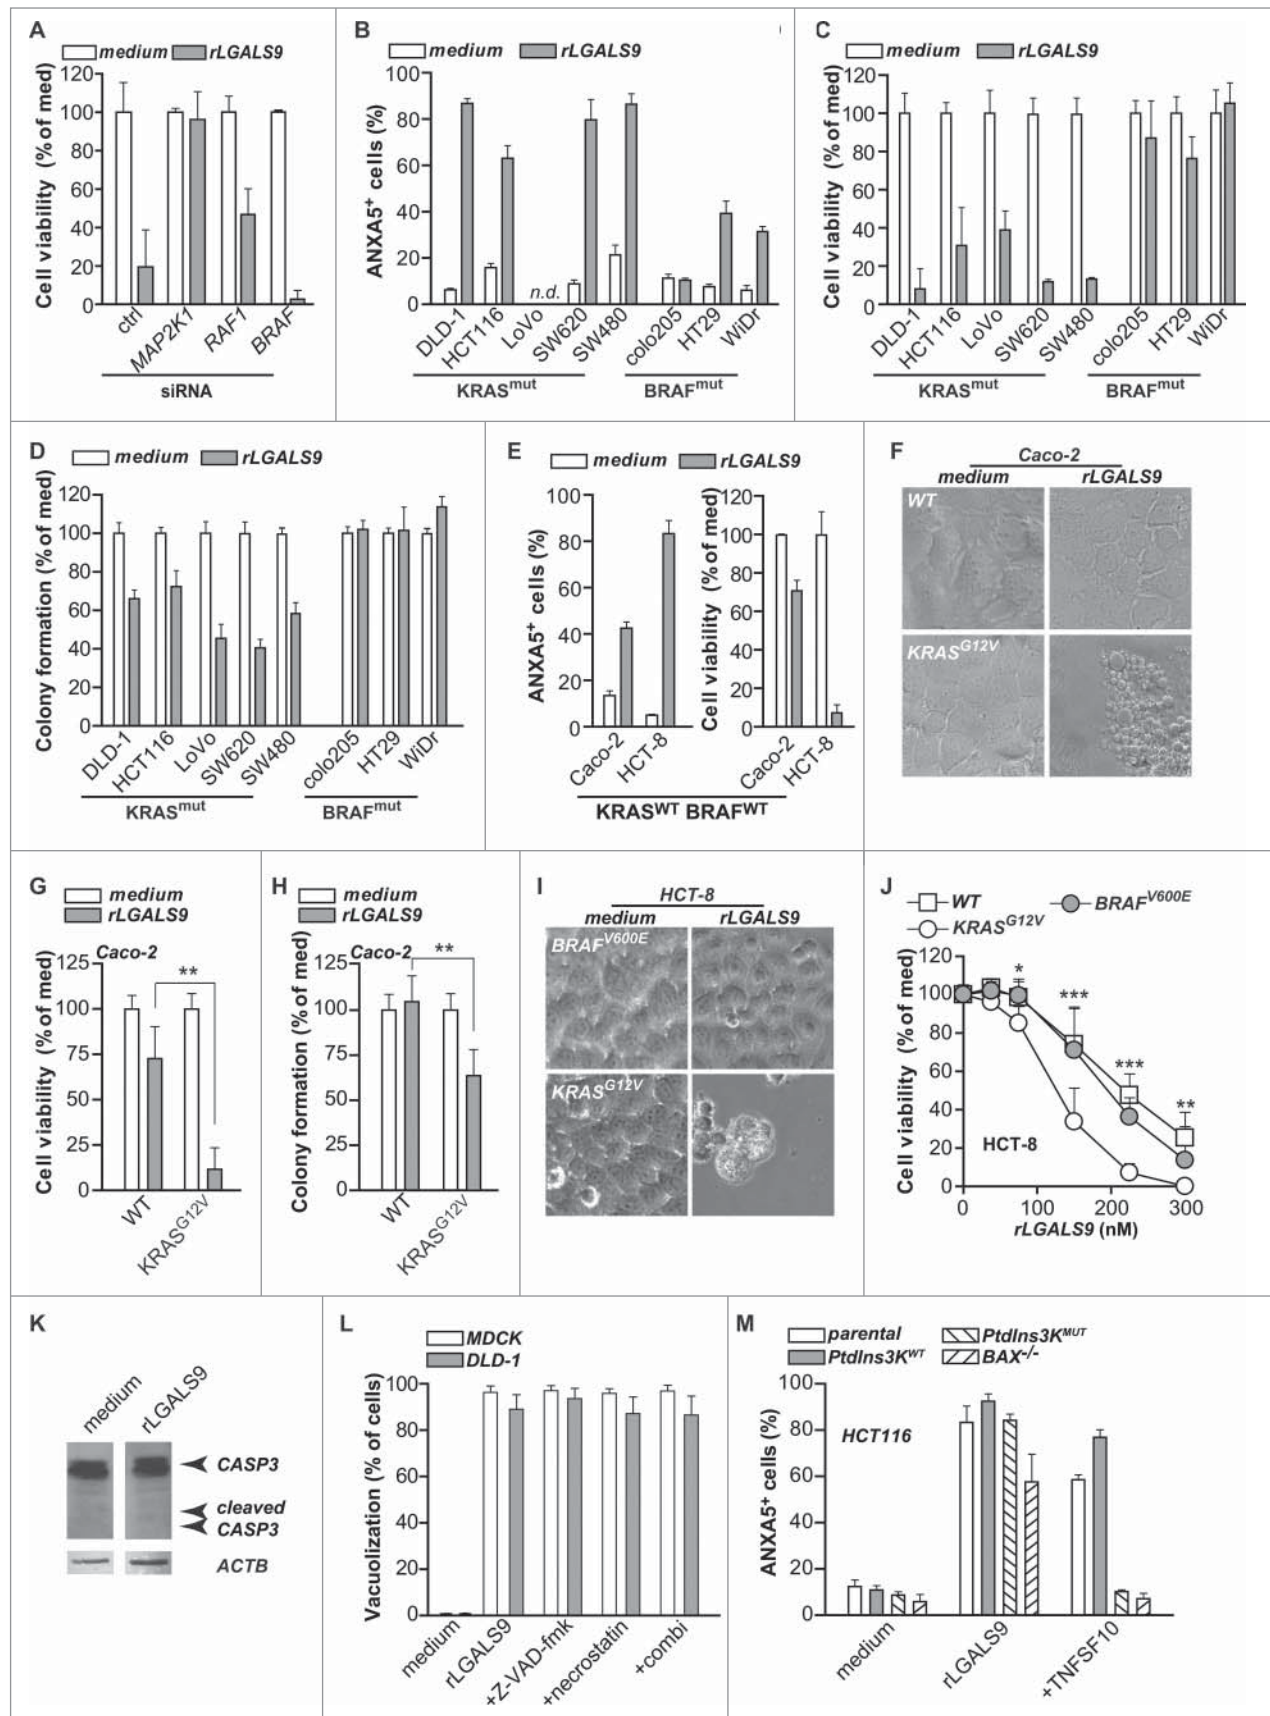 A
medium rLGALS9
Cell viability (% of med)
120
100
80
60
40
20
0
ctrl MAP2K1 RAF1 BRAF
siRNA
B
medium rLGALS9
ANXA5+ cells (%)
100
80
60
40
20
0
n.d.
DLD-1 HCT116 LoVo SW620 SW480 colo205 HT29 WiDr
KRASmut BRAFmut
C
medium rLGALS9
Cell viability (% of med)
120
100
80
60
40
20
0
DLD-1 HCT116 LoVo SW620 SW480 colo205 HT29 WiDr
KRASmut BRAFmut
D
medium rLGALS9
Colony formation (% of med)
120
100
80
60
40
20
0
DLD-1 HCT116 LoVo SW620 SW480 colo205 HT29 WiDr
KRASmut BRAFmut
E
medium rLGALS9
ANXA5+ cells (%)
100
80
60
40
20
0
Caco-2 HCT-8
Cell viability (% of med)
120
100
80
60
40
20
0
Caco-2 HCT-8
KRASWT BRAFWT
F
Caco-2
medium rLGALS9
WT
KRASG12V
G
medium
rLGALS9
Caco-2
Cell viability (% of med)
125
100
75
50
25
0
**
WT KRASG12V
H
medium
rLGALS9
Caco-2
Colony formation (% of med)
125
100
75
50
25
0
**
WT KRASG12V
I
HCT-8
medium rLGALS9
BRAFV600E
KRASG12V
J
WT BRAFV600E
KRASG12V
Cell viability (% of med)
120
100
80
60
40
20
0
* *** *** **
HCT-8
0 100 200 300
rLGALS9 (nM)
K
medium rLGALS9
CASP3
cleaved
CASP3
ACTB
L
MDCK
DLD-1
Vacuolization (% of cells)
100
80
60
40
20
0
medium rLGALS9 +Z-VAD-fmk +necrostatin +combi
M
parental PtdIns3KMUT
PtdIns3KWT BAX-/-
ANXA5+ cells (%)
100
80
60
40
20
0
HCT116
medium rLGALS9 +TNFSF10